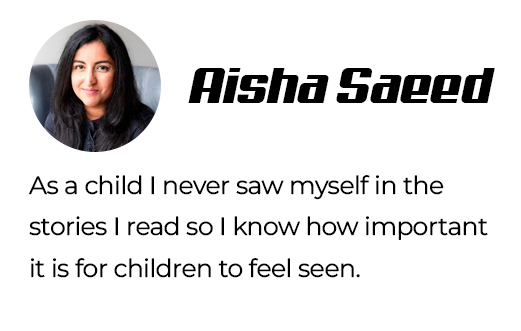 Aisha Saeed
As a child I never saw myself in the
stories I read so I know how important
it is for children to feel seen.